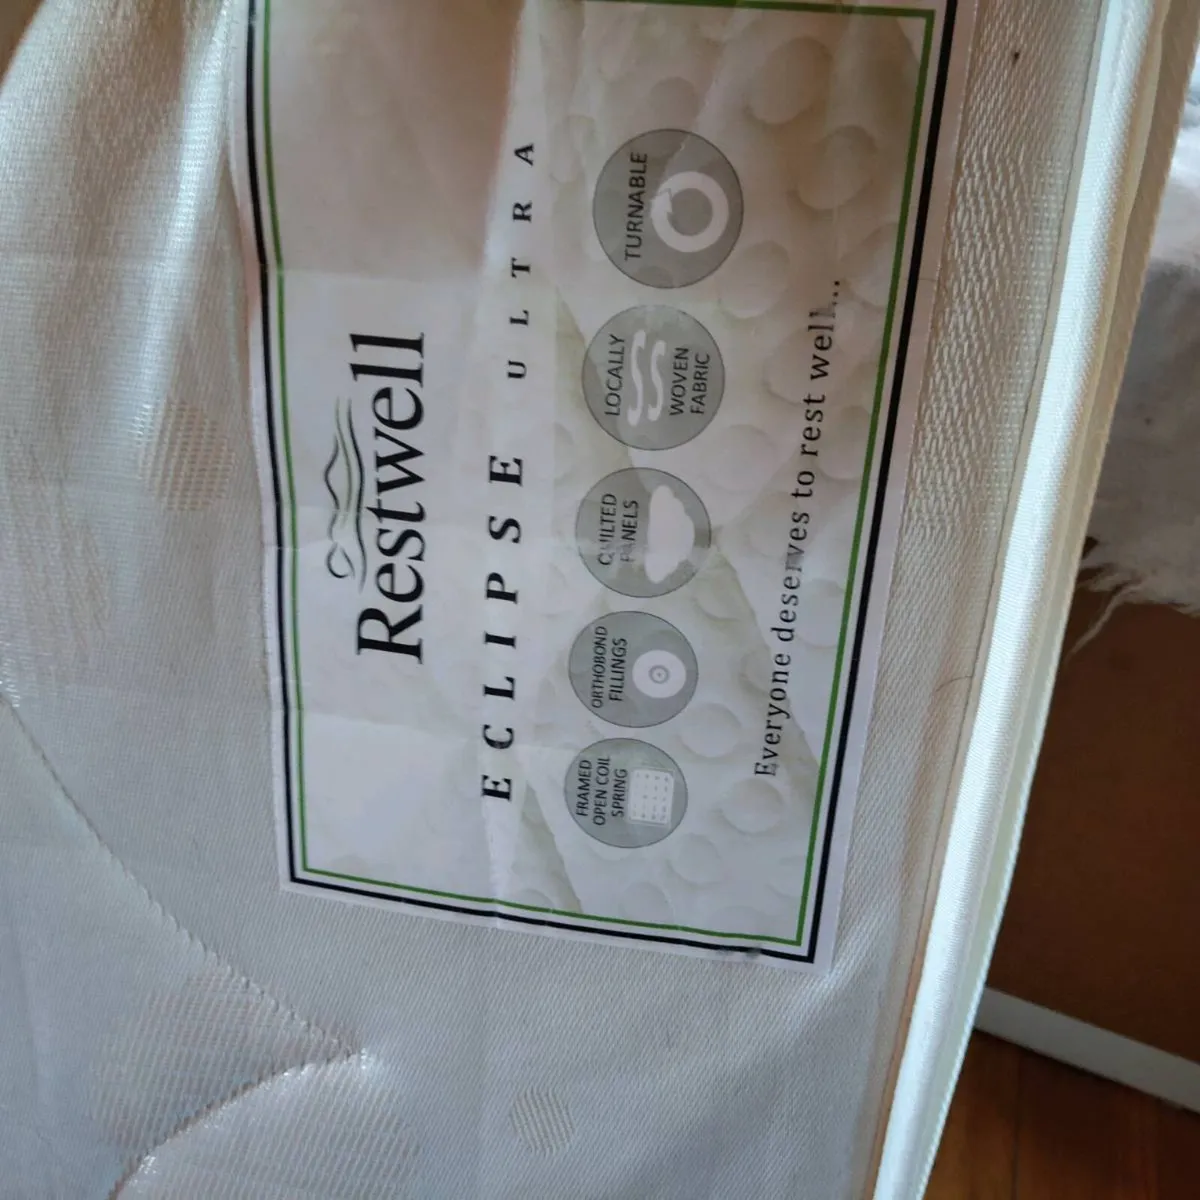 Restwell
ECLIPSE ULTRA
FRAMED
OPEN COIL
SPRING
ORTHOBOND
FILLINGS
QUILTED
PANELS
LOCALLY
WOVEN
FABRIC
TURNABLE
Everyone deserves to rest well...